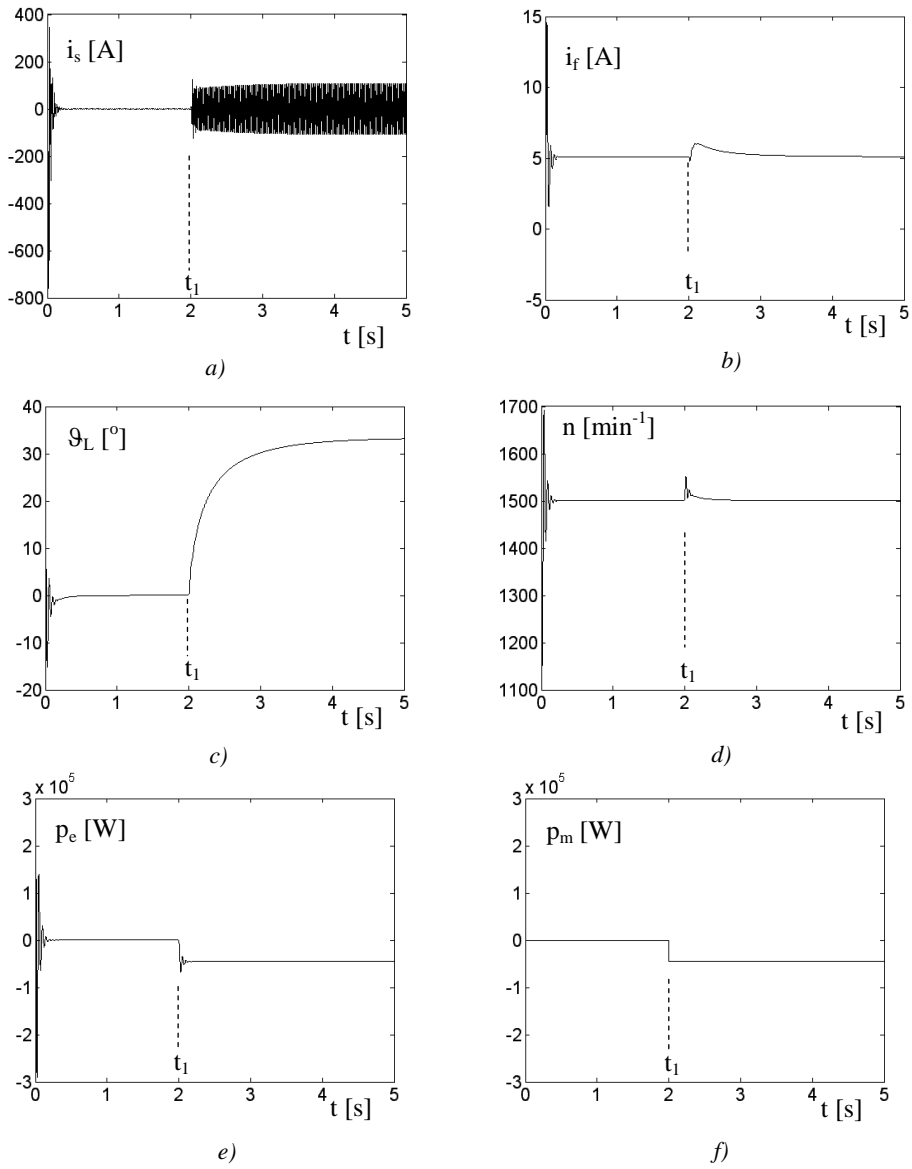 400
i_s [A]
200
0
-200
-400
-600
t_1
-800
0 1 2 3 4 5
t [s]
a)
15
i_f [A]
10
5
0
t_1
-5
0 1 2 3 4 5
t [s]
b)
40
ϑ_L [°]
30
20
10
0
-10
t_1
-20
0 1 2 3 4 5
t [s]
c)
1700
n [min^-1]
1600
1500
1400
1300
1200
t_1
1100
0 1 2 3 4 5
t [s]
d)
x 10^5
3
p_e [W]
2
1
0
-1
-2
t_1
-3
0 1 2 3 4 5
t [s]
e)
x 10^5
3
p_m [W]
2
1
0
-1
-2
t_1
-3
0 1 2 3 4 5
t [s]
f)